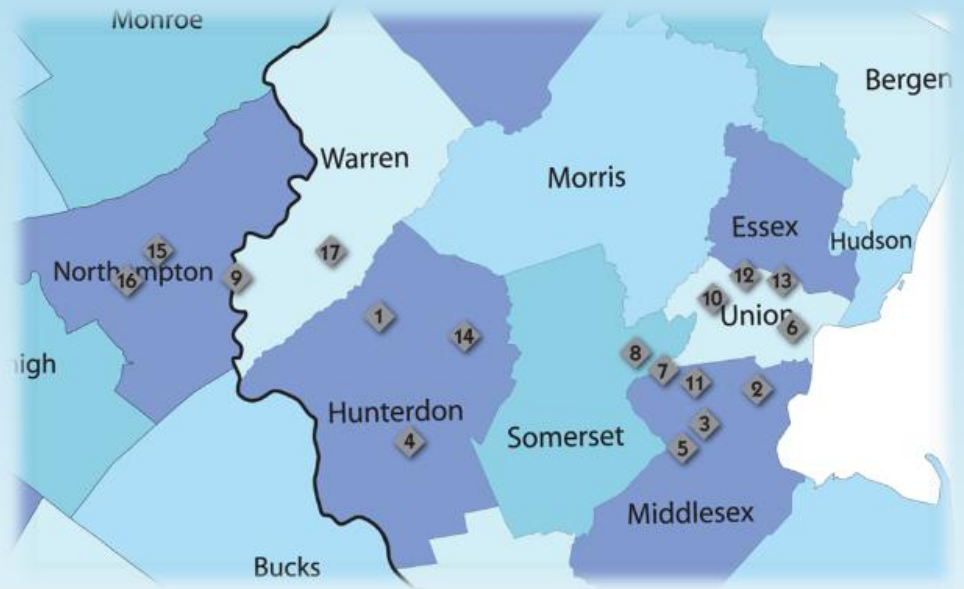 Monroe
Bergen
Warren
Morris
Essex
Hudson
15
17
Northampton
16
9
12
13
10
Union
1
6
14
8
7
11
2
Hunterdon
3
4
Somerset
5
Middlesex
Bucks
high